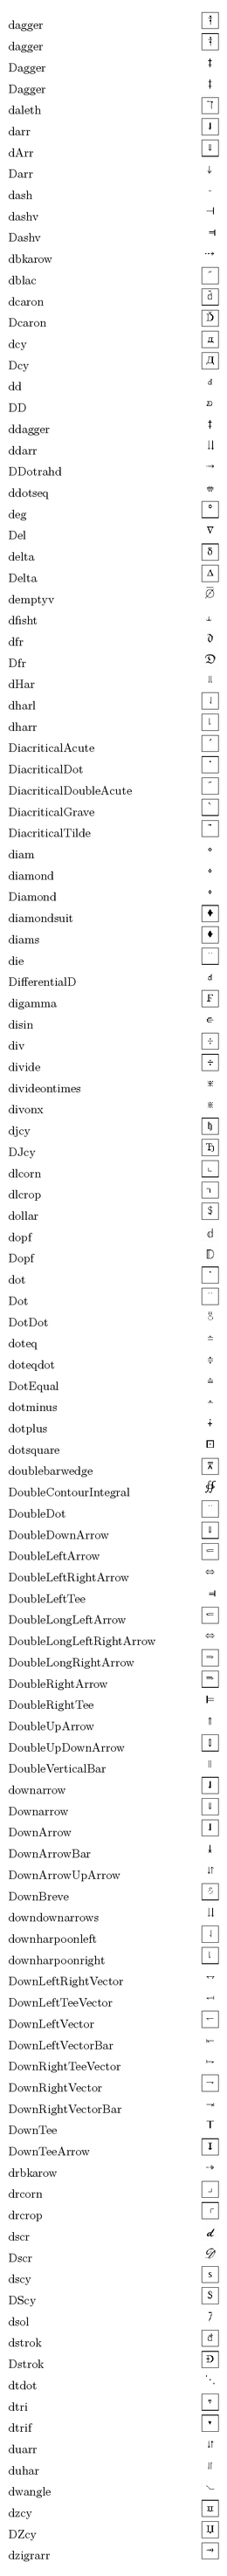 dagger †
dagger †
Dagger ‡
Dagger ‡
daleth ℸ
darr ↓
dArr ⇓
Darr ↡
dash ‐
dashv ⊣
Dashv ⫤
dbkarow ⤏
dblac ˝
dcaron ď
Dcaron Ď
dcy д
Dcy Д
dd ⅆ
DD ⅅ
ddagger ‡
ddarr ⇊
DDotrahd ⤑
ddotseq ⩷
deg °
Del ∇
delta δ
Delta Δ
demptyv ⦱
dfisht ⥿
dfr 𝔡
Dfr 𝔇
dHar ⥥
dharl ⇃
dharr ⇂
DiacriticalAcute ´
DiacriticalDot ˙
DiacriticalDoubleAcute ˝
DiacriticalGrave `
DiacriticalTilde ˜
diam ⋄
diamond ⋄
Diamond ⋄
diamondsuit ♦
diams ♦
die ¨
DifferentialD ⅆ
digamma Ϝ
disin ⋲
div ÷
divide ÷
divideontimes ⋇
divonx ⋇
djcy ђ
DJcy Ђ
dlcorn ⌞
dlcrop ⌍
dollar $
dopf 𝕕
Dopf 𝔻
dot ˙
Dot ¨
DotDot
doteq ≐
doteqdot ≑
DotEqual ≐
dotminus ∸
dotplus ∔
dotsquare ⊡
doublebarwedge ⌆
DoubleContourIntegral ∯
DoubleDot ¨
DoubleDownArrow ⇓
DoubleLeftArrow ⇐
DoubleLeftRightArrow ⇔
DoubleLeftTee ⫤
DoubleLongLeftArrow ⟸
DoubleLongLeftRightArrow ⟺
DoubleLongRightArrow ⟹
DoubleRightArrow ⇒
DoubleRightTee ⊨
DoubleUpArrow ⇑
DoubleUpDownArrow ⇕
DoubleVerticalBar ∥
downarrow ↓
Downarrow ⇓
DownArrow ↓
DownArrowBar ⤓
DownArrowUpArrow ⇵
DownBreve
downdownarrows ⇊
downharpoonleft ⇃
downharpoonright ⇂
DownLeftRightVector ⥐
DownLeftTeeVector ⥞
DownLeftVector ↽
DownLeftVectorBar ⥖
DownRightTeeVector ⥟
DownRightVector ⇁
DownRightVectorBar ⥗
DownTee ⊤
DownTeeArrow ↧
drbkarow ⤐
drcorn ⌟
drcrop ⌌
dscr 𝒹
Dscr 𝒟
dscy ѕ
DScy Ѕ
dsol ⧶
dstrok đ
Dstrok Đ
dtdot ⋱
dtri ▿
dtrif ▾
duarr ⇵
duhar ⥯
dwangle ⦦
dzcy џ
DZcy Џ
dzigrarr ⟿